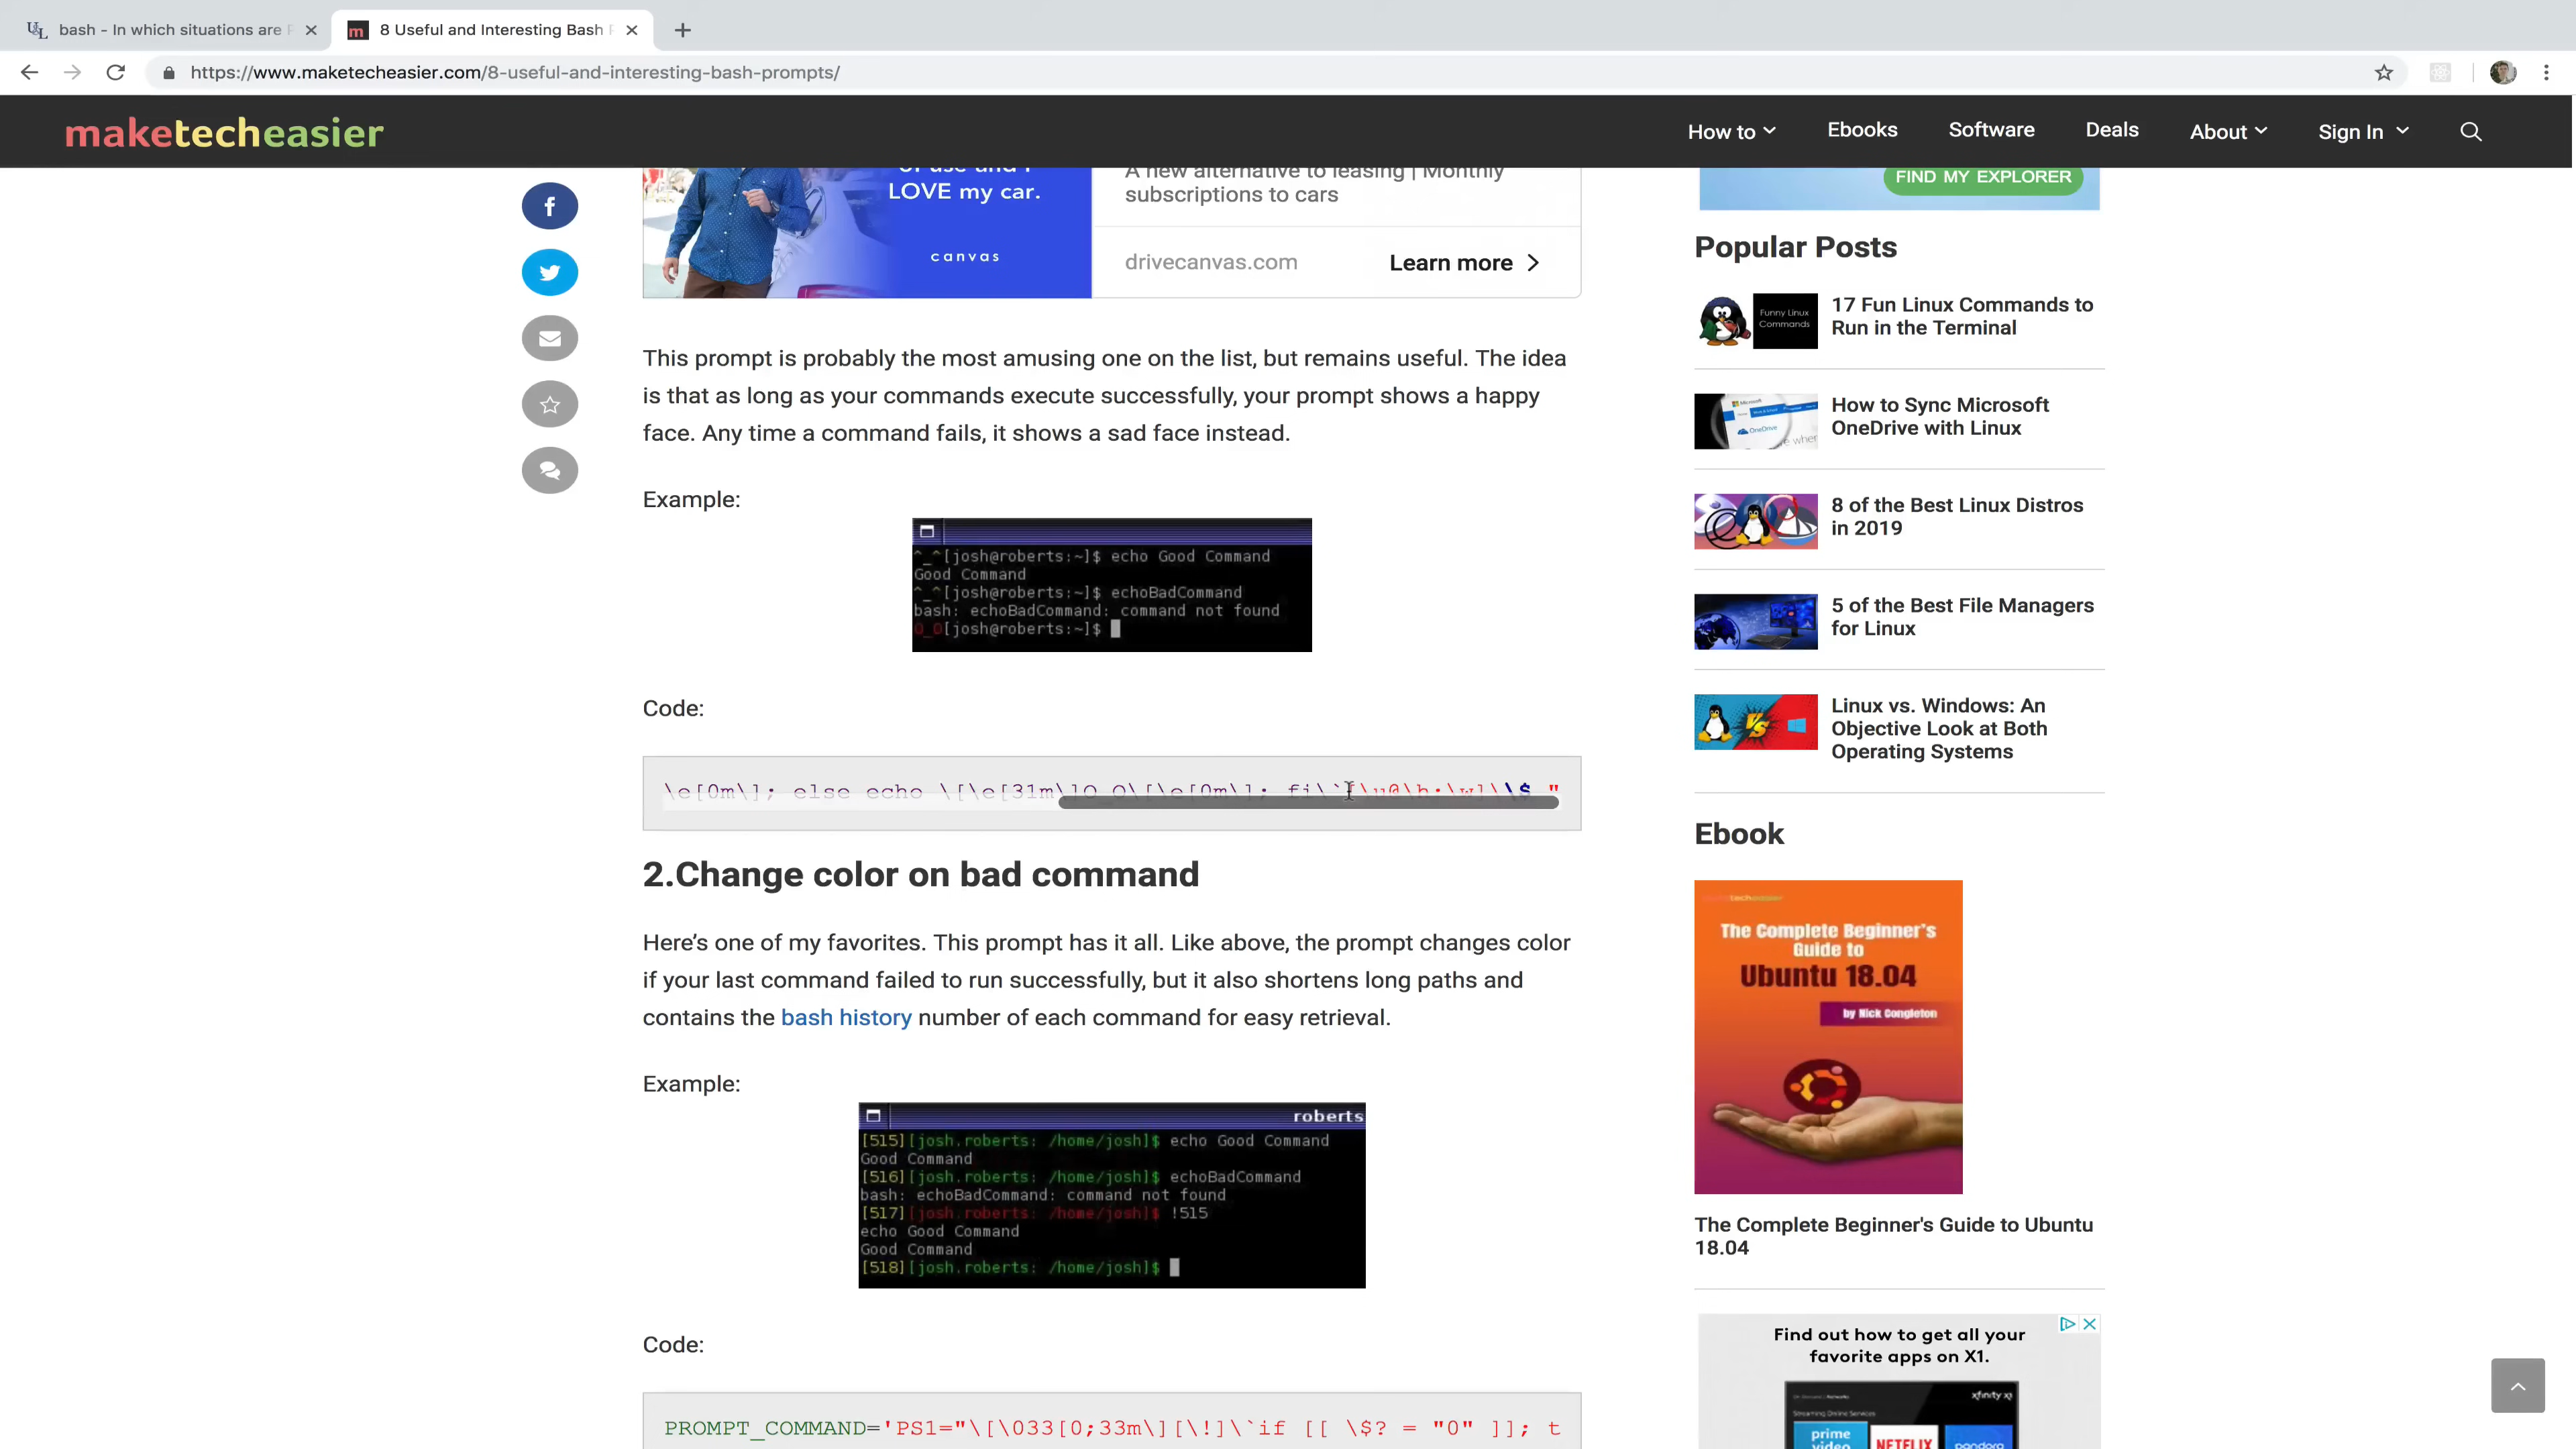 bash - In which situations are P
8 Useful and Interesting Bash P
https://www.maketecheasier.com/8-useful-and-interesting-bash-prompts/
maketecheasier
How to
Ebooks
Software
Deals
About
Sign In
LOVE my car.
canvas
A new alternative to leasing | Monthly
subscriptions to cars
drivecanvas.com
Learn more
This prompt is probably the most amusing one on the list, but remains useful. The idea
is that as long as your commands execute successfully, your prompt shows a happy
face. Any time a command fails, it shows a sad face instead.
Example:
^_^[josh@roberts:~]$ echo Good Command
Good Command
^_^[josh@roberts:~]$ echoBadCommand
bash: echoBadCommand: command not found
0_0[josh@roberts:~]$
Code:
\e[0m\]; else echo \[\e[31m\]O_O\[\e[0m\]; fi\`[\u@\h:\w]\\$ "
2.Change color on bad command
Here's one of my favorites. This prompt has it all. Like above, the prompt changes color
if your last command failed to run successfully, but it also shortens long paths and
contains the bash history number of each command for easy retrieval.
Example:
roberts
[515][josh.roberts: /home/josh]$ echo Good Command
Good Command
[516][josh.roberts: /home/josh]$ echoBadCommand
bash: echoBadCommand: command not found
[517][josh.roberts: /home/josh]$ !515
echo Good Command
Good Command
[518][josh.roberts: /home/josh]$
Code:
PROMPT_COMMAND='PS1="\[\033[0;33m\][\!]\`if [[ \$? = "0" ]]; t
FIND MY EXPLORER
Popular Posts
Funny Linux
Commands
17 Fun Linux Commands to
Run in the Terminal
OneDrive
How to Sync Microsoft
OneDrive with Linux
8 of the Best Linux Distros
in 2019
5 of the Best File Managers
for Linux
VS
Linux vs. Windows: An
Objective Look at Both
Operating Systems
Ebook
The Complete Beginner's
Guide to
Ubuntu 18.04
by Nick Congleton
The Complete Beginner's Guide to Ubuntu
18.04
Find out how to get all your
favorite apps on X1.
xfinity x1
prime
video
NETFLIX
pandora